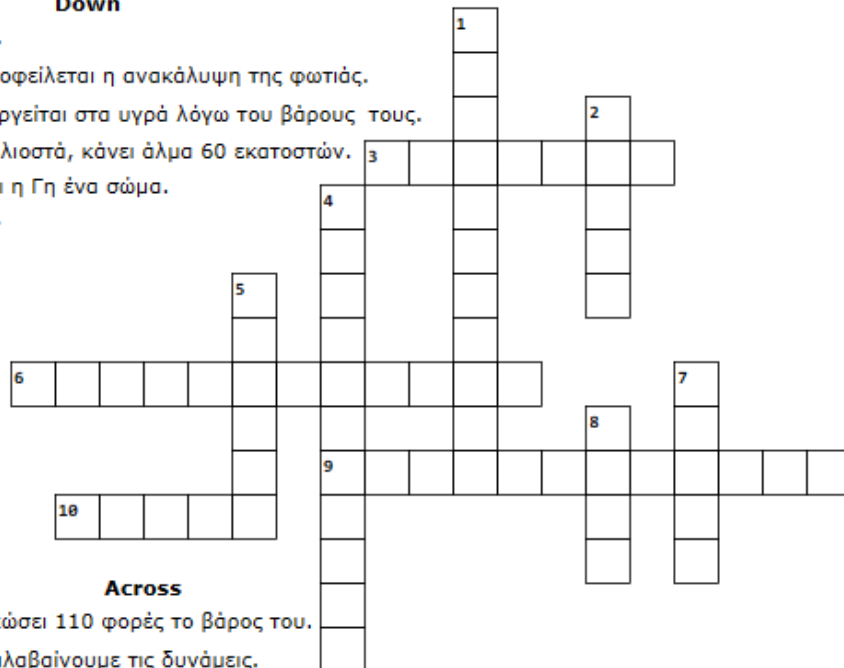 Down
1
.
οφείλεται η ανακάλυψη της φωτιάς.
ργείται στα υγρά λόγω του βάρους τους.
2
λιοστά, κάνει άλμα 60 εκατοστών.
3
ι η Γη ένα σώμα.
4
5
6
7
8
9
10
Across
ώσει 110 φορές το βάρος του.
λαβαίνουμε τις δυνάμεις.